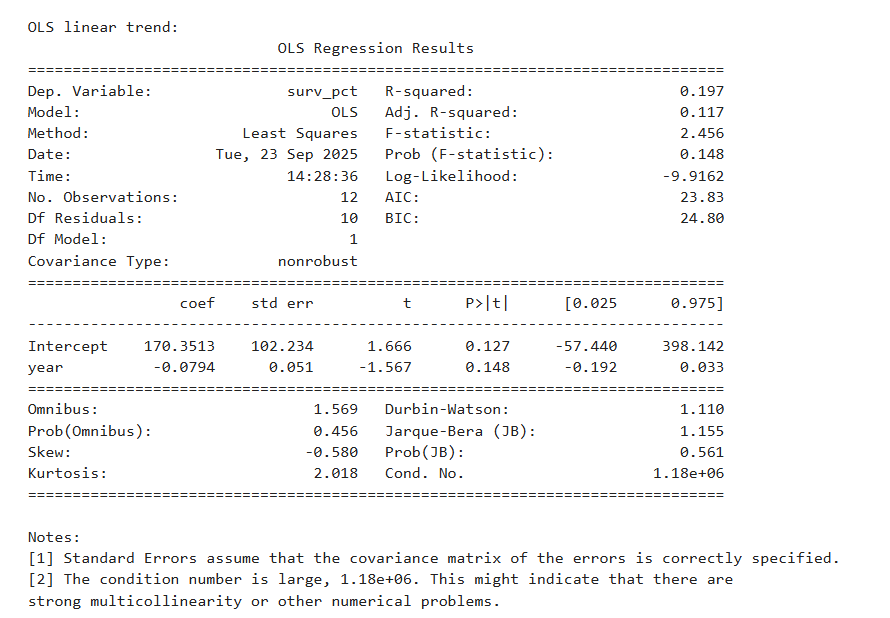 OLS linear trend:
                            OLS Regression Results
==============================================================================
Dep. Variable:               surv_pct   R-squared:                       0.197
Model:                            OLS   Adj. R-squared:                  0.117
Method:                 Least Squares   F-statistic:                     2.456
Date:                Tue, 23 Sep 2025   Prob (F-statistic):              0.148
Time:                        14:28:36   Log-Likelihood:                -9.9162
No. Observations:                  12   AIC:                             23.83
Df Residuals:                      10   BIC:                             24.80
Df Model:                           1
Covariance Type:            nonrobust
==============================================================================
                 coef    std err          t      P>|t|      [0.025      0.975]
------------------------------------------------------------------------------
Intercept    170.3513    102.234      1.666      0.127     -57.440     398.142
year          -0.0794      0.051     -1.567      0.148      -0.192       0.033
==============================================================================
Omnibus:                        1.569   Durbin-Watson:                   1.110
Prob(Omnibus):                  0.456   Jarque-Bera (JB):                1.155
Skew:                          -0.580   Prob(JB):                        0.561
Kurtosis:                       2.018   Cond. No.                     1.18e+06
==============================================================================

Notes:
[1] Standard Errors assume that the covariance matrix of the errors is correctly specified.
[2] The condition number is large, 1.18e+06. This might indicate that there are
strong multicollinearity or other numerical problems.